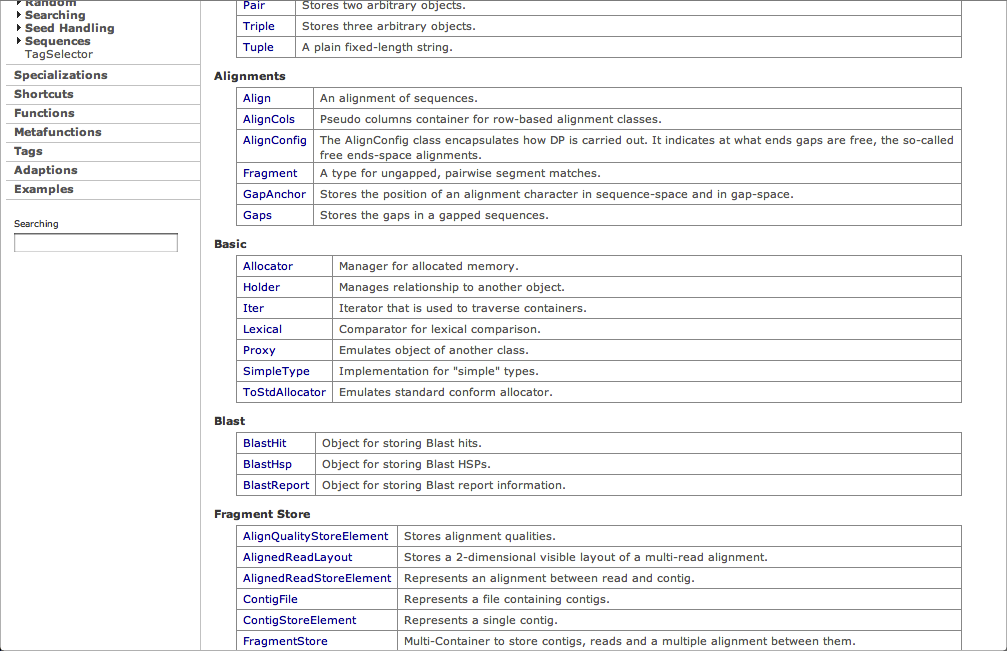 Random
Searching
Seed Handling
Sequences
TagSelector
Specializations
Shortcuts
Functions
Metafunctions
Tags
Adaptions
Examples
Searching
Pair Stores two arbitrary objects.
Triple Stores three arbitrary objects.
Tuple A plain fixed-length string.
Alignments
Align An alignment of sequences.
AlignCols Pseudo columns container for row-based alignment classes.
AlignConfig The AlignConfig class encapsulates how DP is carried out. It indicates at what ends gaps are free, the so-called
free ends-space alignments.
Fragment A type for ungapped, pairwise segment matches.
GapAnchor Stores the position of an alignment character in sequence-space and in gap-space.
Gaps Stores the gaps in a gapped sequences.
Basic
Allocator Manager for allocated memory.
Holder Manages relationship to another object.
Iter Iterator that is used to traverse containers.
Lexical Comparator for lexical comparison.
Proxy Emulates object of another class.
SimpleType Implementation for "simple" types.
ToStdAllocator Emulates standard conform allocator.
Blast
BlastHit Object for storing Blast hits.
BlastHsp Object for storing Blast HSPs.
BlastReport Object for storing Blast report information.
Fragment Store
AlignQualityStoreElement Stores alignment qualities.
AlignedReadLayout Stores a 2-dimensional visible layout of a multi-read alignment.
AlignedReadStoreElement Represents an alignment between read and contig.
ContigFile Represents a file containing contigs.
ContigStoreElement Represents a single contig.
FragmentStore Multi-Container to store contigs, reads and a multiple alignment between them.